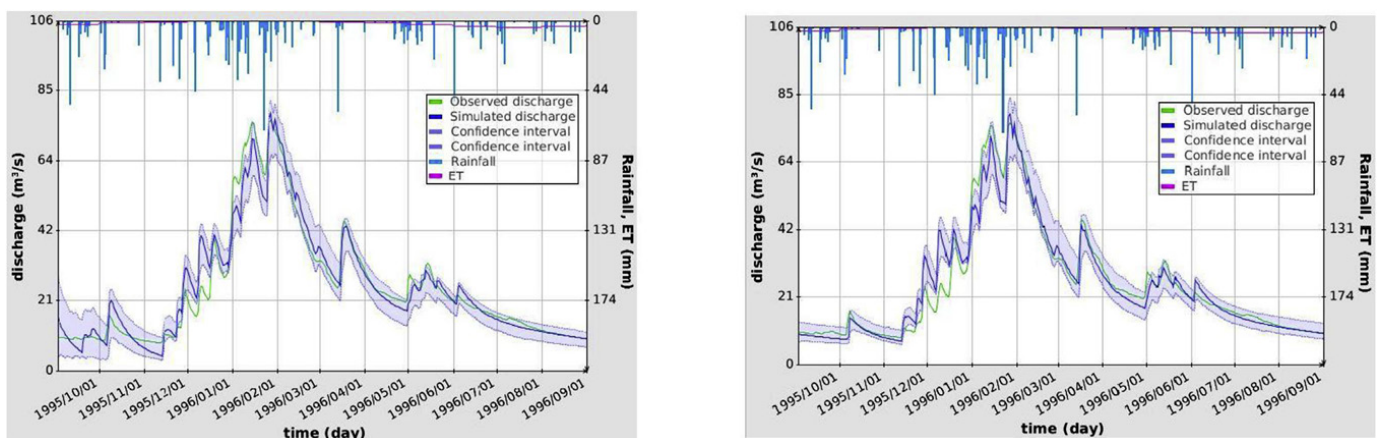 106
85
64
42
21
0
0
44
87
131
174
discharge (m³/s)
Rainfall, ET (mm)
Observed discharge
Simulated discharge
Confidence interval
Confidence interval
Rainfall
ET
1995/10/01
1995/11/01
1995/12/01
1996/01/01
1996/02/01
1996/03/01
1996/04/01
1996/05/01
1996/06/01
1996/07/01
1996/08/01
1996/09/01
time (day)
106
85
64
42
21
0
0
44
87
131
174
discharge (m³/s)
Rainfall, ET (mm)
Observed discharge
Simulated discharge
Confidence interval
Confidence interval
Rainfall
ET
1995/10/01
1995/11/01
1995/12/01
1996/01/01
1996/02/01
1996/03/01
1996/04/01
1996/05/01
1996/06/01
1996/07/01
1996/08/01
1996/09/01
time (day)